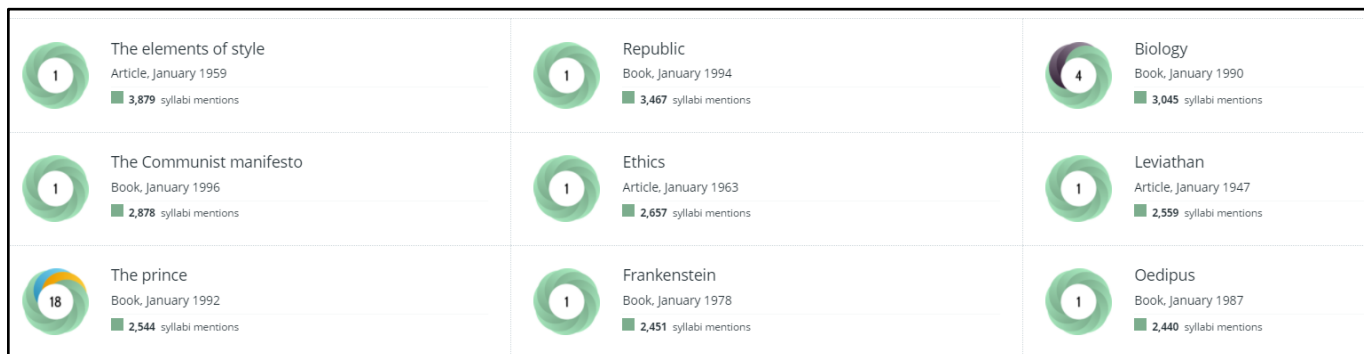 1
The elements of style
Article, January 1959
3,879 syllabi mentions
1
Republic
Book, January 1994
3,467 syllabi mentions
4
Biology
Book, January 1990
3,045 syllabi mentions
1
The Communist manifesto
Book, January 1996
2,878 syllabi mentions
1
Ethics
Article, January 1963
2,657 syllabi mentions
1
Leviathan
Article, January 1947
2,559 syllabi mentions
18
The prince
Book, January 1992
2,544 syllabi mentions
1
Frankenstein
Book, January 1978
2,451 syllabi mentions
1
Oedipus
Book, January 1987
2,440 syllabi mentions